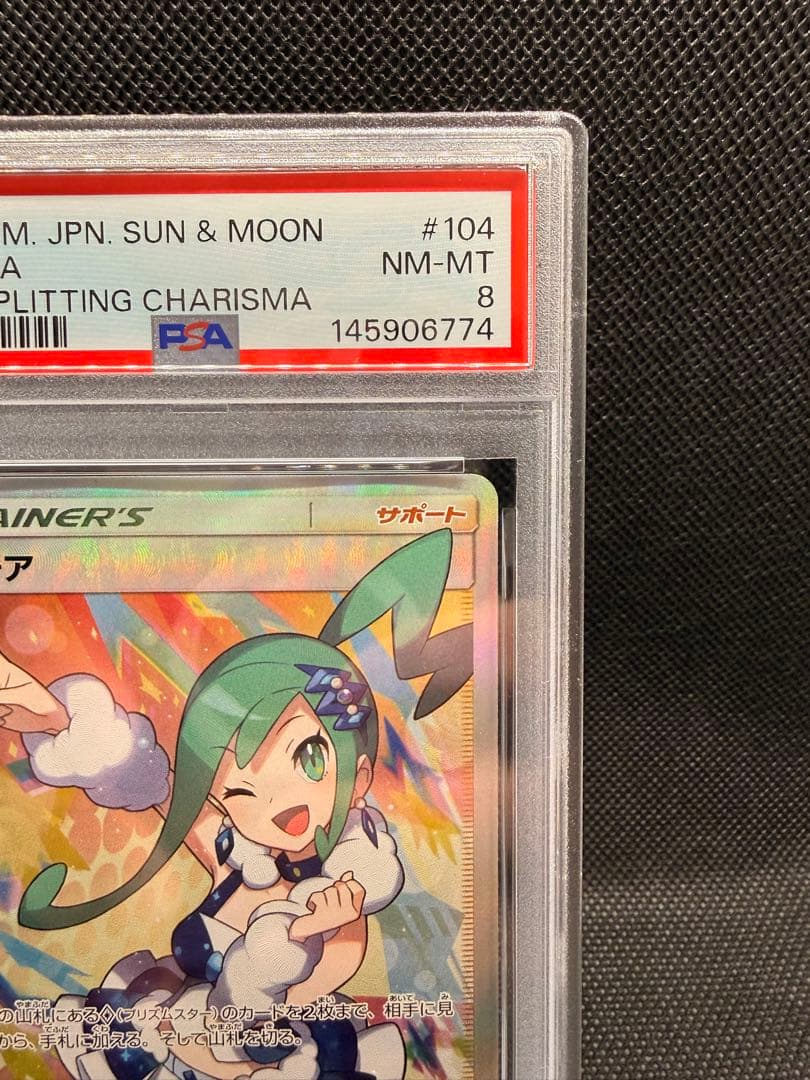 M. JPN. SUN & MOON #104
A NM-MT
PLITTING CHARISMA 8
PSA 145906774
AINER'S サポート
ア
の山札にある◇(プリズムスター)のカードを2枚まで、相手に見
から、手札に加える。そして山札を切る。